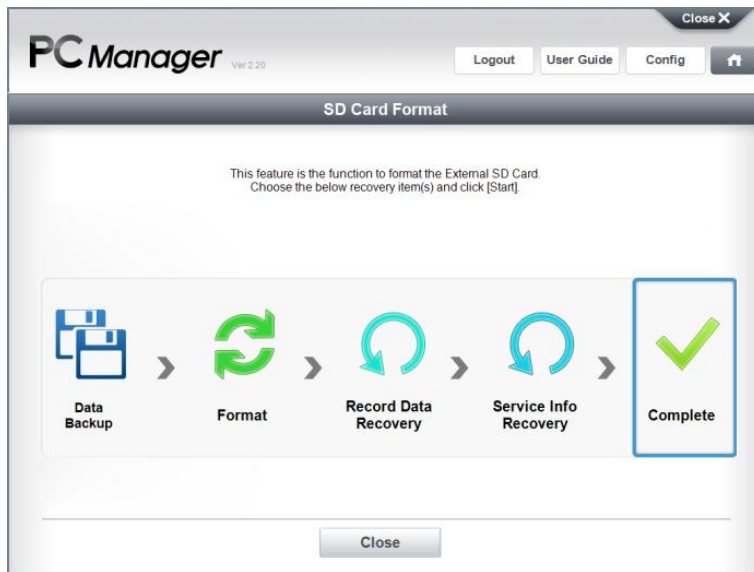 Close X
PC Manager Ver 2.20
Logout User Guide Config
SD Card Format
This feature is the function to format the External SD Card.
Choose the below recovery item(s) and click [Start].
Data
Backup
Format
Record Data
Recovery
Service Info
Recovery
Complete
Close